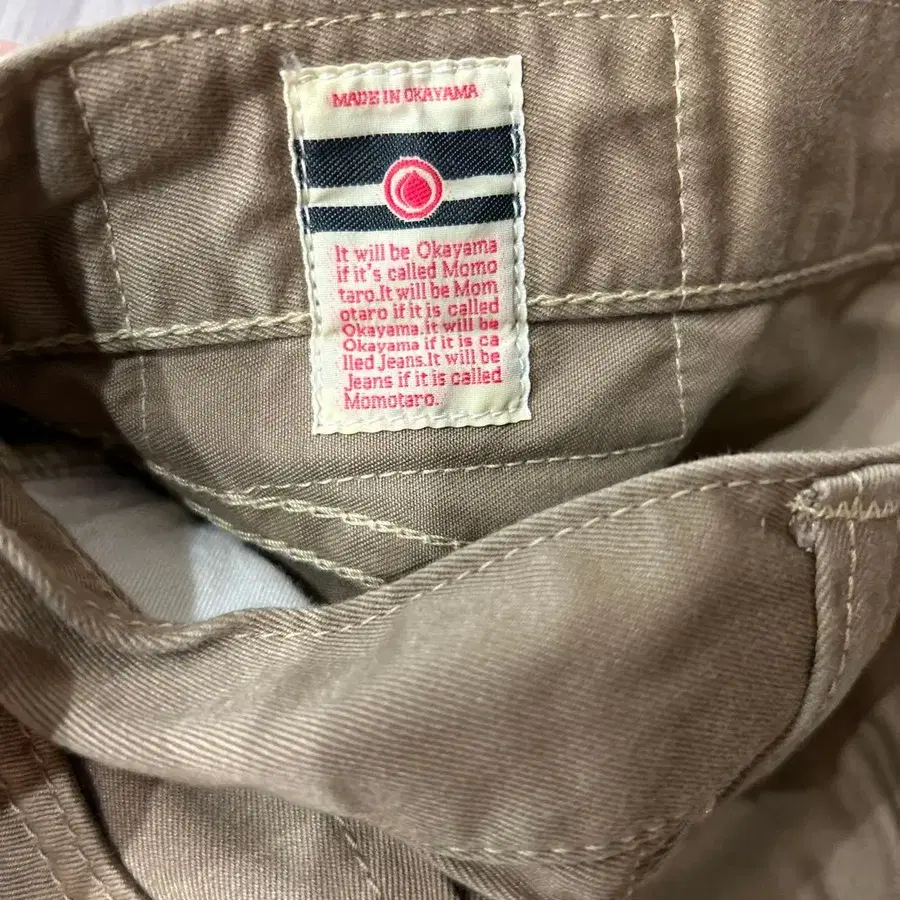 MADE IN OKAYAMA
It will be Okayama
if it's called Momo
taro.It will be Mom
otaro if it is called
Okayama.it will be
Okayama if it is ca
lled Jeans.It will be
Jeans if it is called
Momotaro.